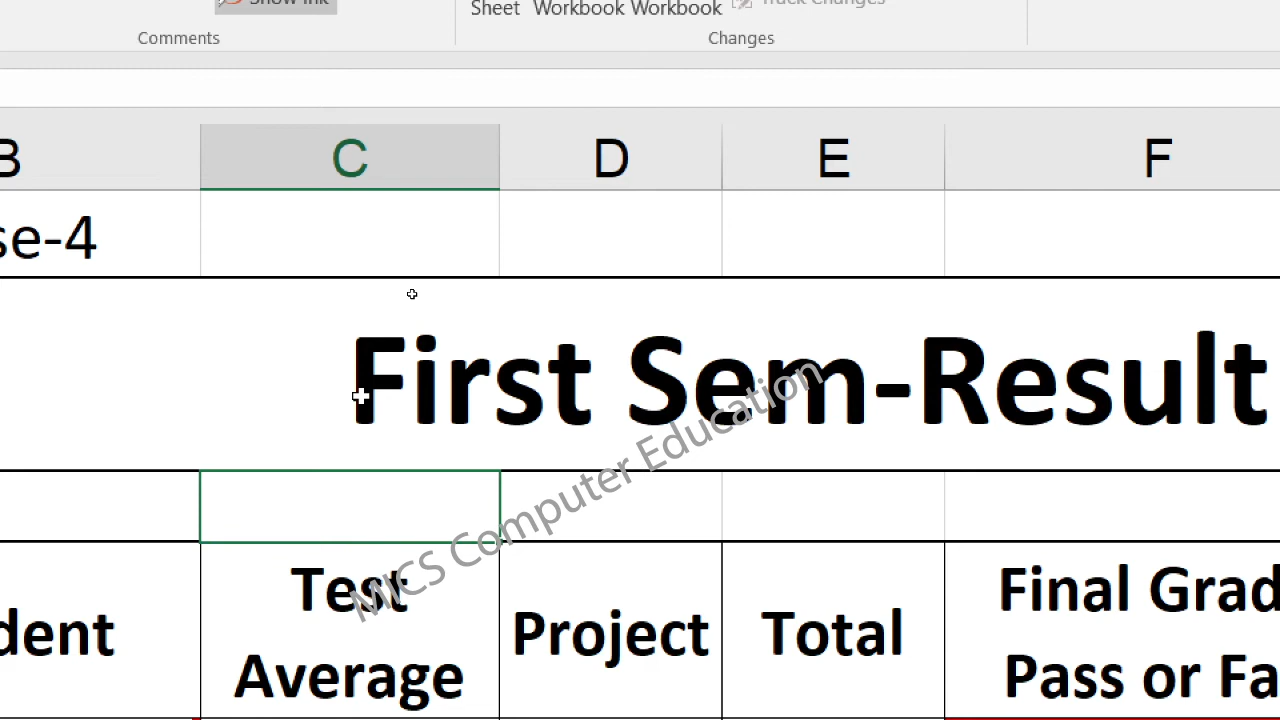 Show Ink
Sheet Workbook Workbook Track Changes
Comments Changes
B C D E F
se-4
First Sem-Result
MICS Computer Education
dent Test Average Project Total Final Grad Pass or Fa